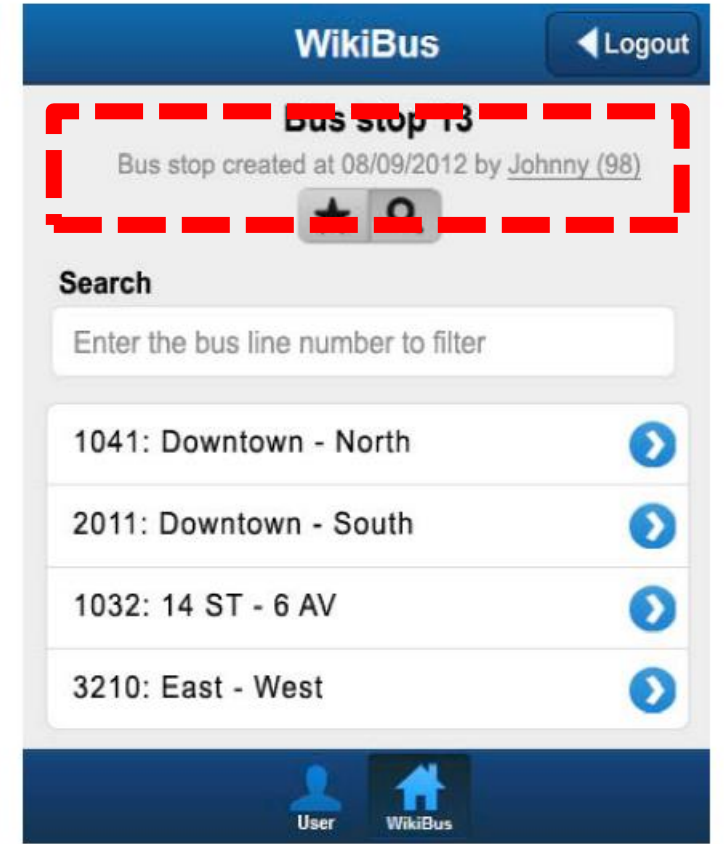 WikiBus Logout
Bus stop 13
Bus stop created at 08/09/2012 by Johnny (98)
Search
Enter the bus line number to filter
1041: Downtown - North
2011: Downtown - South
1032: 14 ST - 6 AV
3210: East - West
User WikiBus